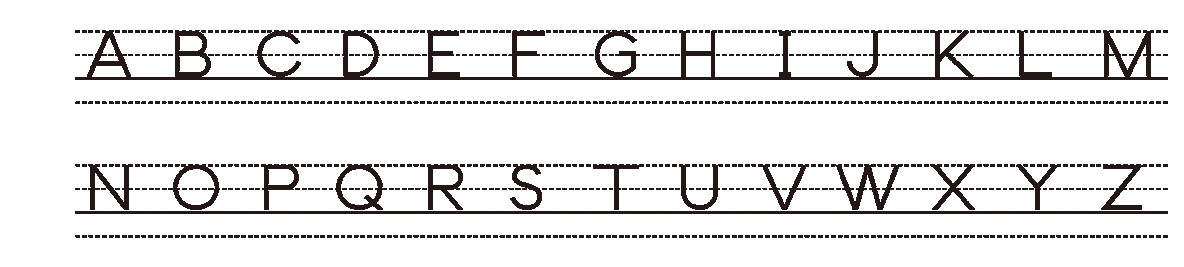 A B C D E F G H I J K L M
N O P Q R S T U V W X Y Z